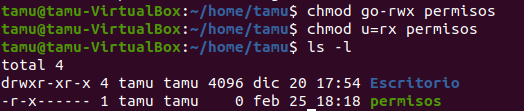 tamu@tamu-VirtualBox:~/home/tamu$ chmod go-rwx permisos
tamu@tamu-VirtualBox:~/home/tamu$ chmod u=rx permisos
tamu@tamu-VirtualBox:~/home/tamu$ ls -l
total 4
drwxr-xr-x 4 tamu tamu 4096 dic 20 17:54 Escritorio
-r-x------ 1 tamu tamu    0 feb 25 18:18 permisos